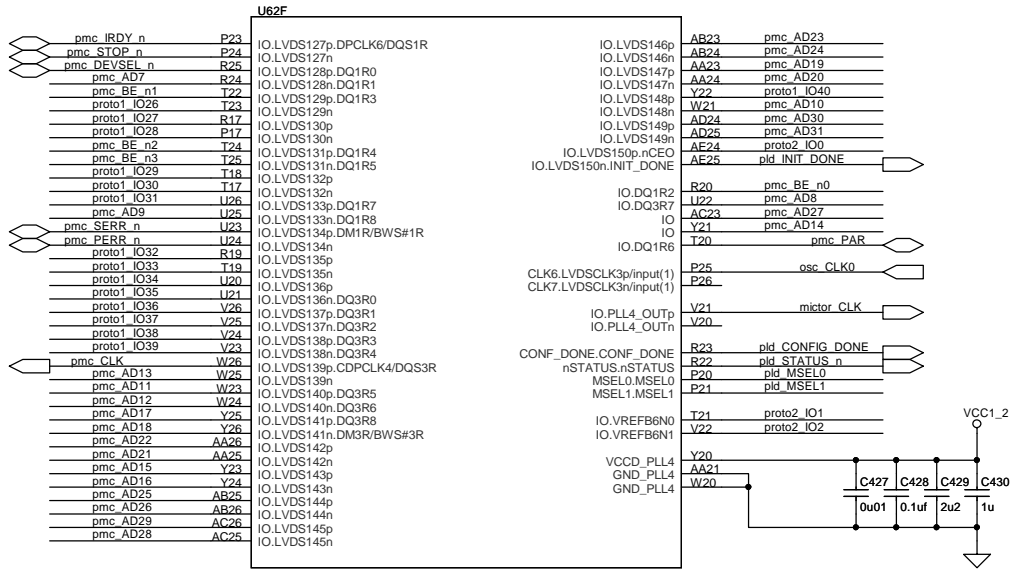 U62F
pmc_IRDY_n P23 IO.LVDS127p.DPCLK6/DQS1R
pmc_STOP_n P24 IO.LVDS127n
pmc_DEVSEL_n R25 IO.LVDS128p.DQ1R0
pmc_AD7 R24 IO.LVDS128n.DQ1R1
pmc_BE_n1 T22 IO.LVDS129p.DQ1R3
proto1_IO26 T23 IO.LVDS129n
proto1_IO27 R17 IO.LVDS130p
proto1_IO28 P17 IO.LVDS130n
pmc_BE_n2 T24 IO.LVDS131p.DQ1R4
pmc_BE_n3 T25 IO.LVDS131n.DQ1R5
proto1_IO29 T18 IO.LVDS132p
proto1_IO30 T17 IO.LVDS132n
proto1_IO31 U26 IO.LVDS133p.DQ1R7
pmc_AD9 U25 IO.LVDS133n.DQ1R8
pmc_SERR_n U23 IO.LVDS134p.DM1R/BWS#1R
pmc_PERR_n U24 IO.LVDS134n
proto1_IO32 R19 IO.LVDS135p
proto1_IO33 T19 IO.LVDS135n
proto1_IO34 U20 IO.LVDS136p
proto1_IO35 U21 IO.LVDS136n.DQ3R0
proto1_IO36 V26 IO.LVDS137p.DQ3R1
proto1_IO37 V25 IO.LVDS137n.DQ3R2
proto1_IO38 V24 IO.LVDS138p.DQ3R3
proto1_IO39 V23 IO.LVDS138n.DQ3R4
pmc_CLK W26 IO.LVDS139p.CDPCLK4/DQS3R
pmc_AD13 W25 IO.LVDS139n
pmc_AD11 W23 IO.LVDS140p.DQ3R5
pmc_AD12 W24 IO.LVDS140n.DQ3R6
pmc_AD17 Y25 IO.LVDS141p.DQ3R8
pmc_AD18 Y26 IO.LVDS141n.DM3R/BWS#3R
pmc_AD22 AA26 IO.LVDS142p
pmc_AD21 AA25 IO.LVDS142n
pmc_AD15 Y23 IO.LVDS143p
pmc_AD16 Y24 IO.LVDS143n
pmc_AD25 AB25 IO.LVDS144p
pmc_AD26 AB26 IO.LVDS144n
pmc_AD29 AC26 IO.LVDS145p
pmc_AD28 AC25 IO.LVDS145n
IO.LVDS146p AB23 pmc_AD23
IO.LVDS146n AB24 pmc_AD24
IO.LVDS147p AA23 pmc_AD19
IO.LVDS147n AA24 pmc_AD20
IO.LVDS148p Y22 proto1_IO40
IO.LVDS148n W21 pmc_AD10
IO.LVDS149p AD24 pmc_AD30
IO.LVDS149n AD25 pmc_AD31
IO.LVDS150p.nCEO AE24 proto2_IO0
IO.LVDS150n.INIT_DONE AE25 pld_INIT_DONE
IO.DQ1R2 R20 pmc_BE_n0
IO.DQ3R7 U22 pmc_AD8
IO AC23 pmc_AD27
IO Y21 pmc_AD14
IO.DQ1R6 T20 pmc_PAR
CLK6.LVDSCLK3p/input(1) P25 osc_CLK0
CLK7.LVDSCLK3n/input(1) P26
IO.PLL4_OUTp V21 mictor_CLK
IO.PLL4_OUTn V20
CONF_DONE.CONF_DONE R23 pld_CONFIG_DONE
nSTATUS.nSTATUS R22 pld_STATUS_n
MSEL0.MSEL0 P20 pld_MSEL0
MSEL1.MSEL1 P21 pld_MSEL1
IO.VREFB6N0 T21 proto2_IO1
IO.VREFB6N1 V22 proto2_IO2
VCCD_PLL4 Y20
GND_PLL4 AA21
GND_PLL4 W20
VCC1_2
C427 C428 C429 C430
0u01 0.1uf 2u2 1u